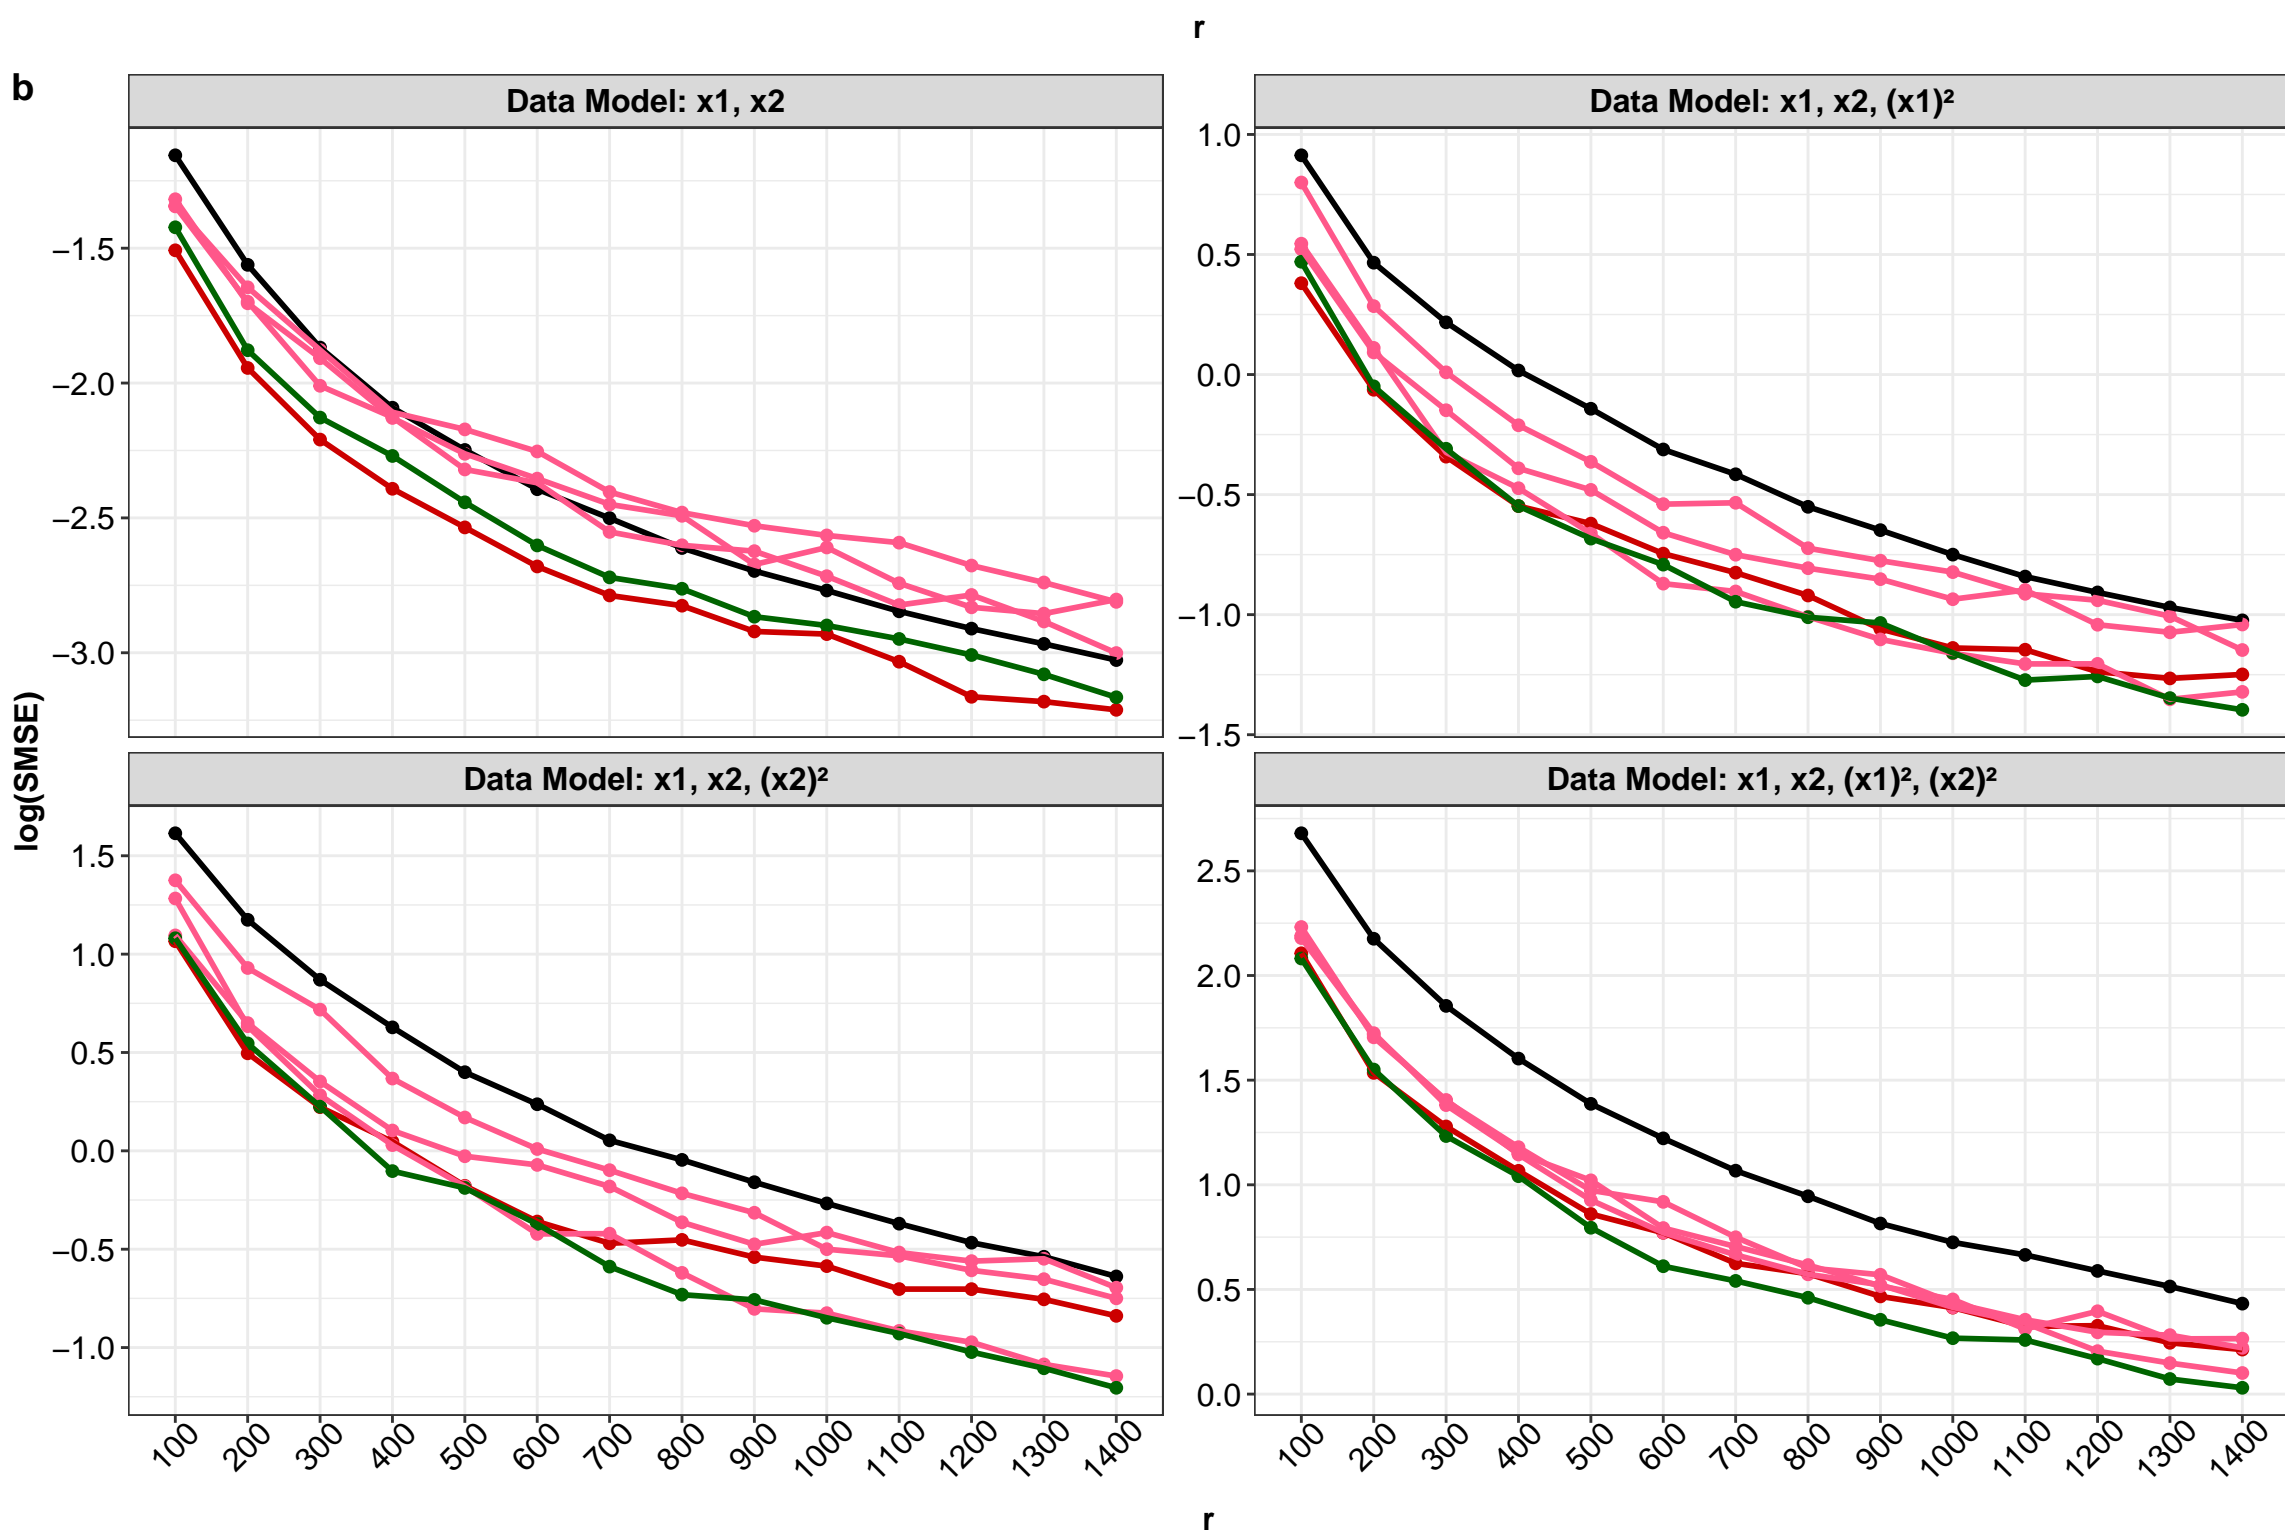 r
b
Data Model: x1, x2
Data Model: x1, x2, (x1)²
−1.5
−2.0
−2.5
−3.0
1.0
0.5
0.0
−0.5
−1.0
−1.5
log(SMSE)
Data Model: x1, x2, (x2)²
Data Model: x1, x2, (x1)², (x2)²
1.5
1.0
0.5
0.0
−0.5
−1.0
2.5
2.0
1.5
1.0
0.5
0.0
100 200 300 400 500 600 700 800 900 1000 1100 1200 1300 1400
100 200 300 400 500 600 700 800 900 1000 1100 1200 1300 1400
r